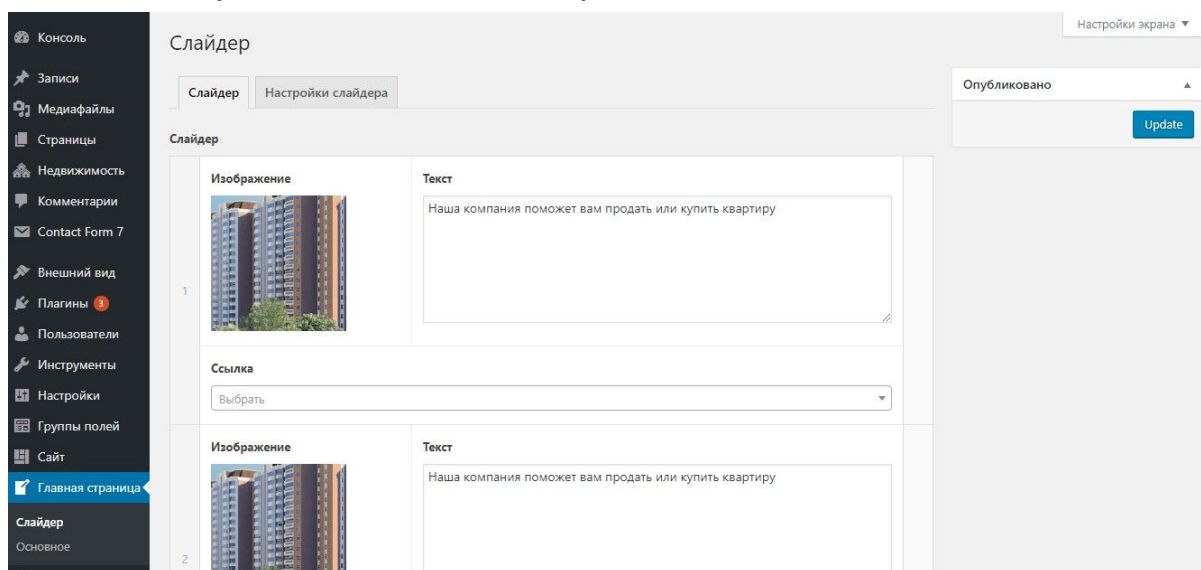 Консоль
Записи
Медиафайлы
Страницы
Недвижимость
Комментарии
Contact Form 7
Внешний вид
Плагины 3
Пользователи
Инструменты
Настройки
Группы полей
Сайт
Главная страница
Слайдер
Основное
Настройки экрана
Слайдер
Слайдер Настройки слайдера
Слайдер
1
Изображение Текст
Наша компания поможет вам продать или купить квартиру
Ссылка
Выбрать
2
Изображение Текст
Наша компания поможет вам продать или купить квартиру
Опубликовано
Update